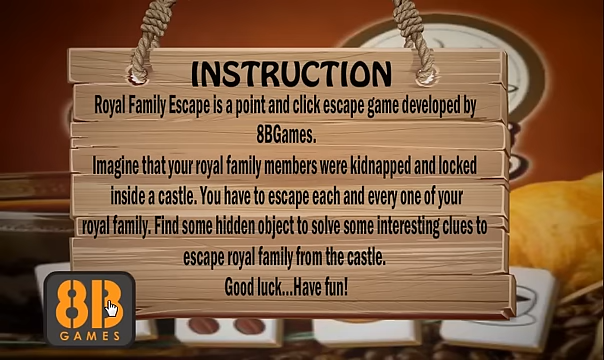 INSTRUCTION
Royal Family Escape is a point and click escape game developed by
8BGames.
Imagine that your royal family members were kidnapped and locked
inside a castle. You have to escape each and every one of your
royal family. Find some hidden object to solve some interesting clues to
escape royal family from the castle.
Good luck...Have fun!
8B
GAMES